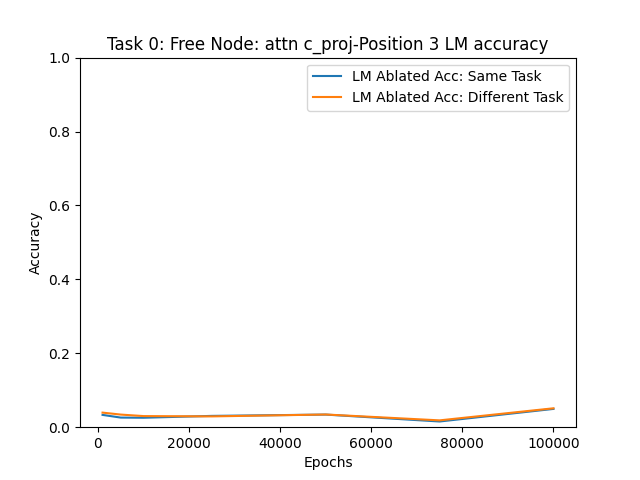 Task 0: Free Node: attn c_proj-Position 3 LM accuracy
LM Ablated Acc: Same Task
LM Ablated Acc: Different Task
1.0
0.8
0.6
0.4
0.2
0.0
Accuracy
0 20000 40000 60000 80000 100000
Epochs